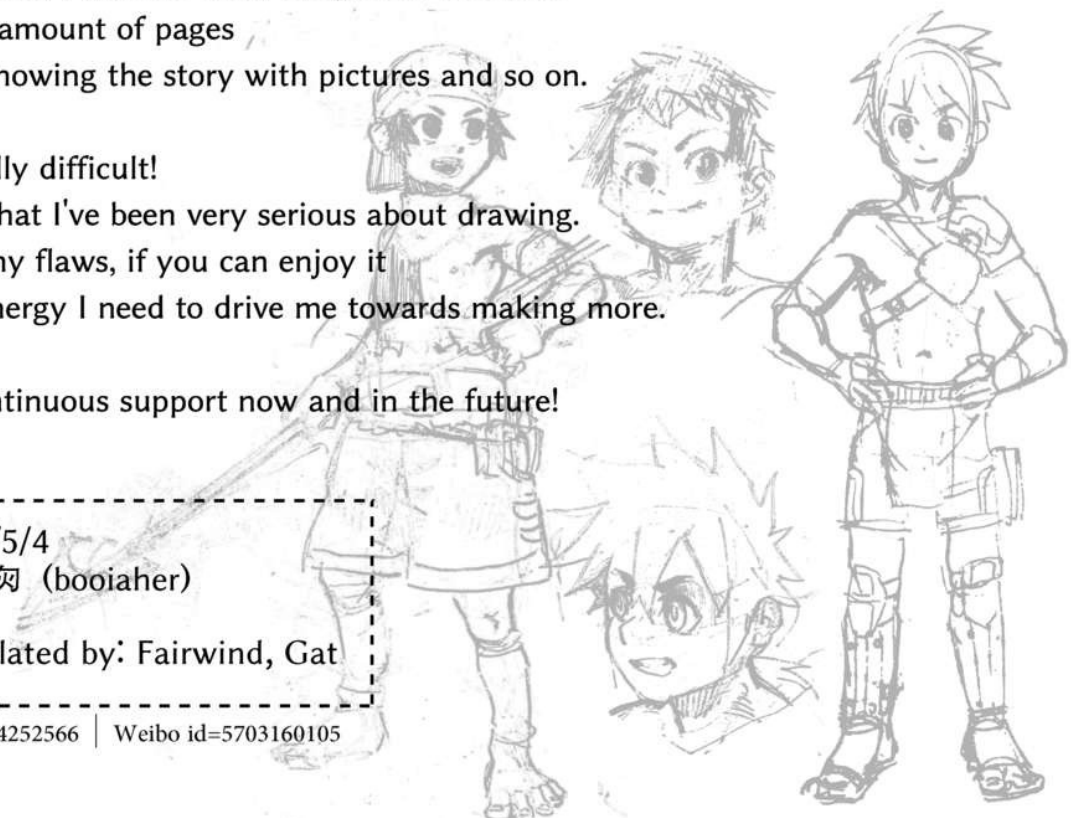 amount of pages
howing the story with pictures and so on.
lly difficult!
hat I've been very serious about drawing.
ny flaws, if you can enjoy it
nergy I need to drive me towards making more.
ntinuous support now and in the future!
/5/4
(booiaher)
lated by: Fairwind, Gat
4252566 | Weibo id=5703160105